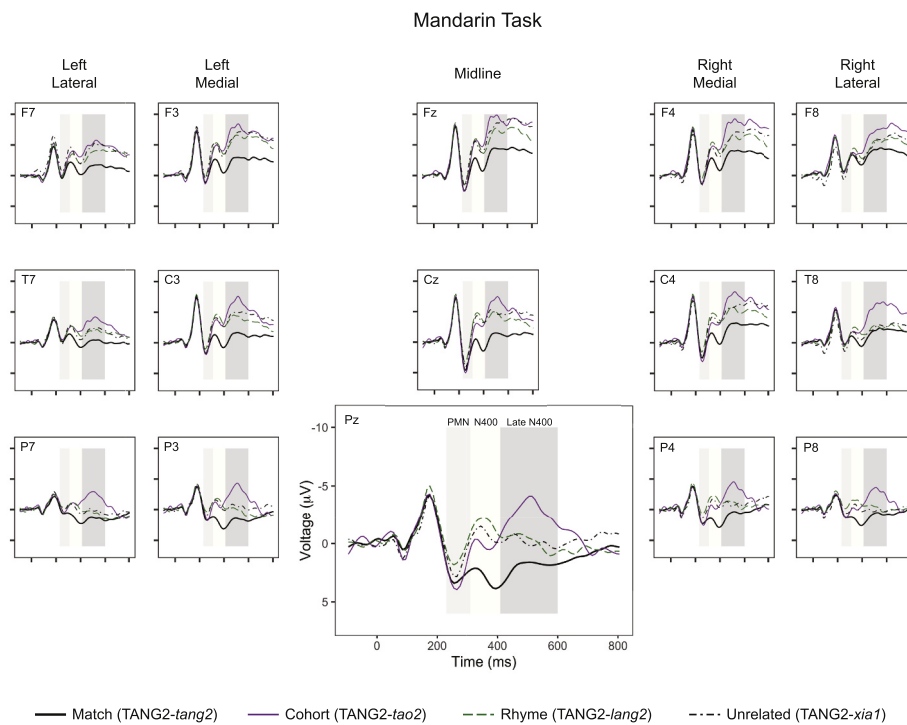 Mandarin Task
Left
Lateral
Left
Medial
Midline
Right
Medial
Right
Lateral
F7
F3
Fz
F4
F8
T7
C3
Cz
C4
T8
P7
P3
Pz
PMN N400 Late N400
P4
P8
-10
-5
0
5
Voltage (μV)
0 200 400 600 800
Time (ms)
Match (TANG2-tang2) Cohort (TANG2-tao2) Rhyme (TANG2-lang2) Unrelated (TANG2-xia1)